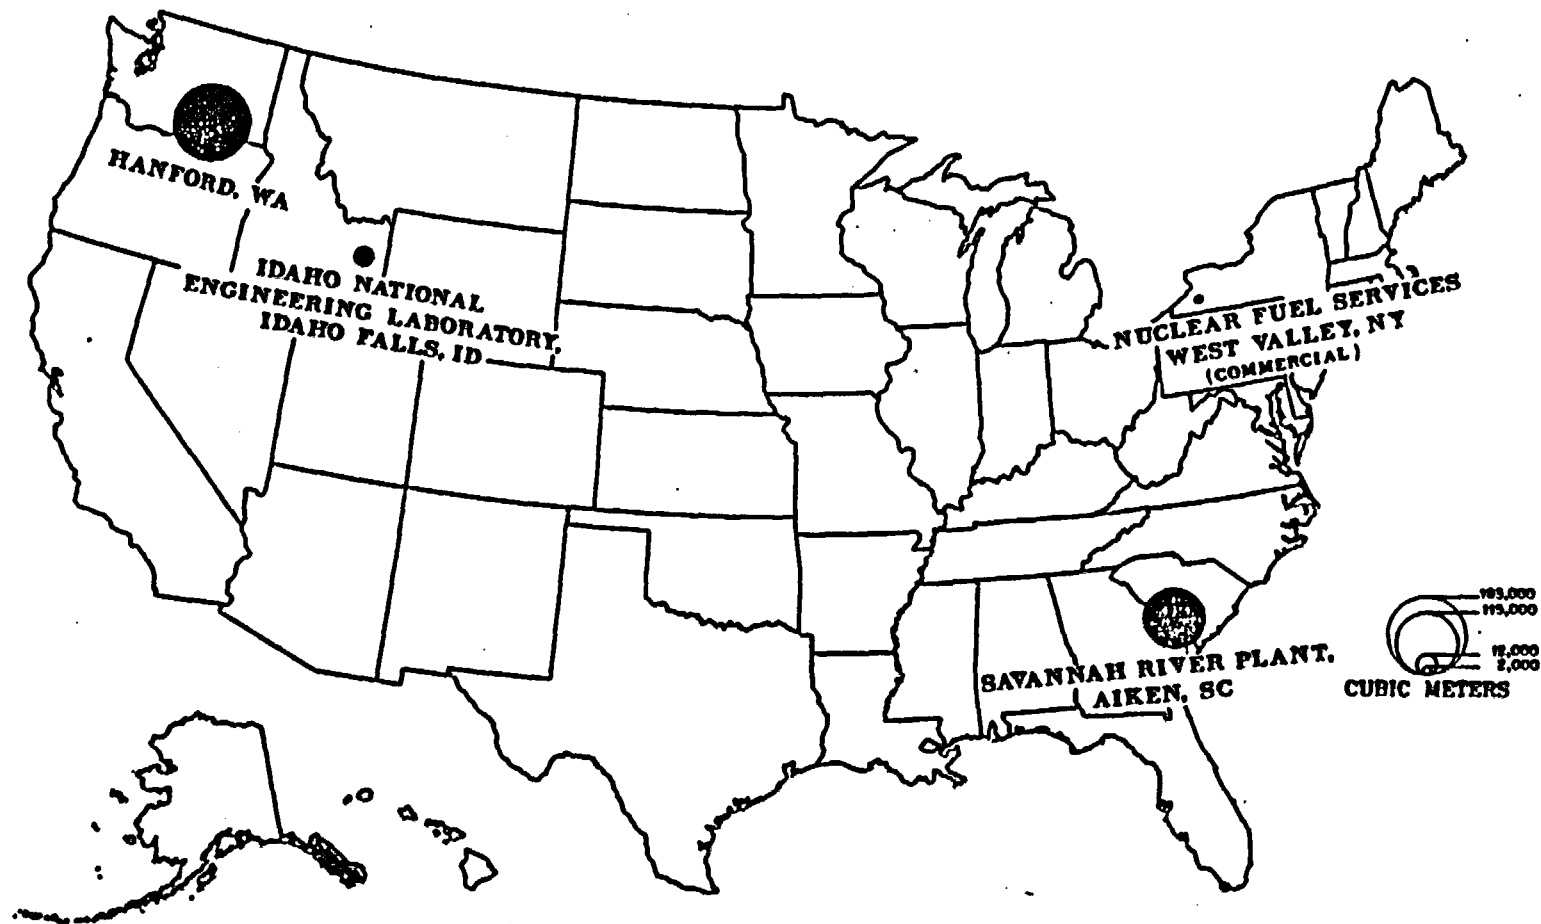 HANFORD, WA
IDAHO NATIONAL
ENGINEERING LABORATORY,
IDAHO FALLS, ID
NUCLEAR FUEL SERVICES
WEST VALLEY, NY
(COMMERCIAL)
SAVANNAH RIVER PLANT,
AIKEN, SC
115,000
2,000
CUBIC METERS